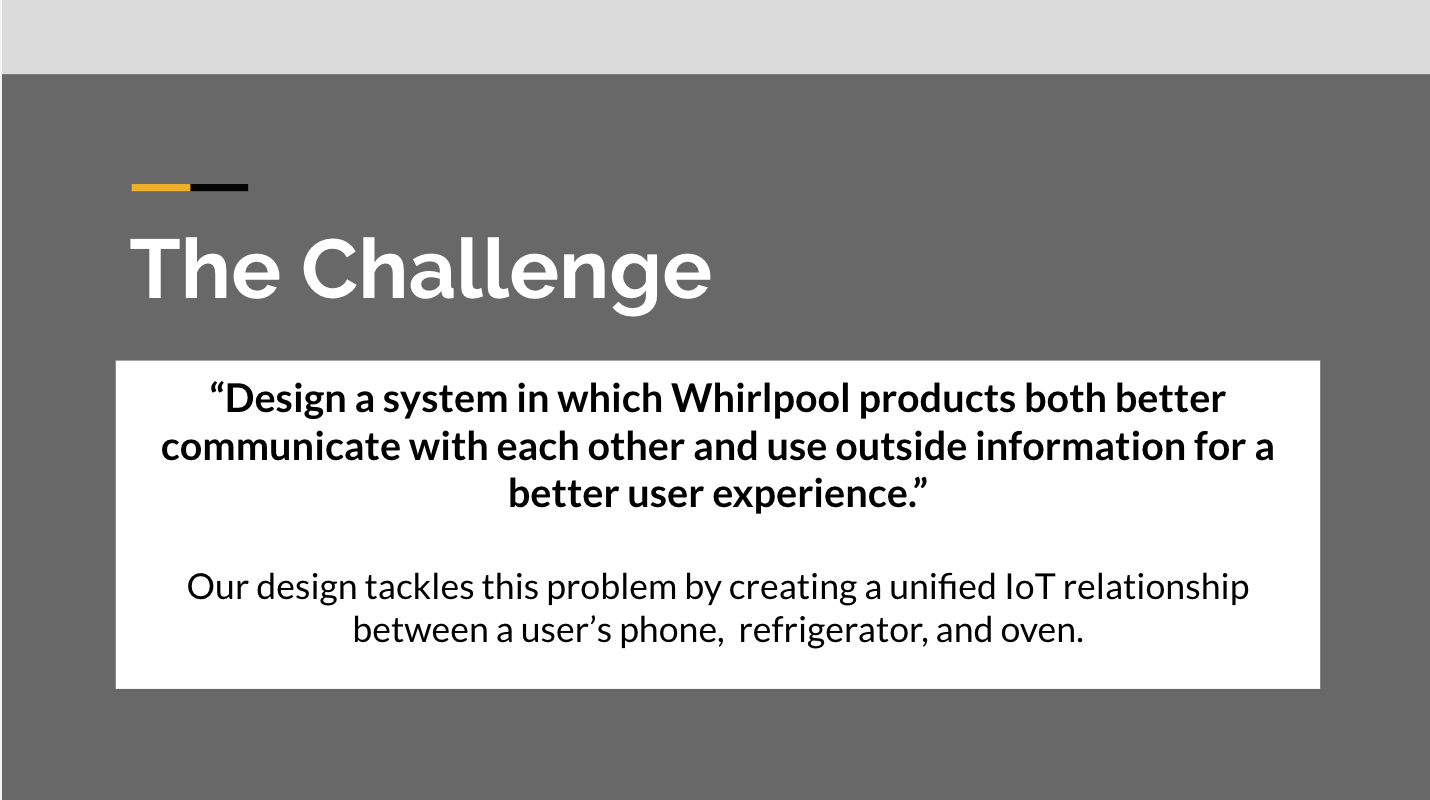 The Challenge
“Design a system in which Whirlpool products both better
communicate with each other and use outside information for a
better user experience.”
Our design tackles this problem by creating a unified IoT relationship
between a user’s phone,  refrigerator, and oven.